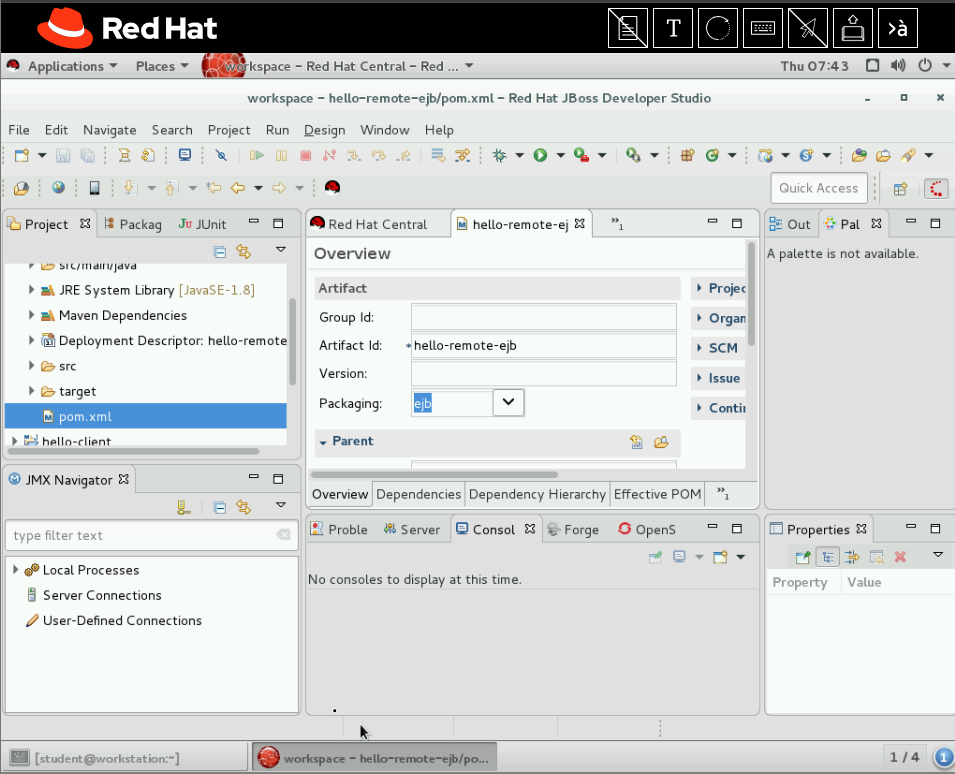 Red Hat
T
>à
Applications Places workspace – Red Hat Central – Red ... Thu 07:43
workspace – hello-remote-ejb/pom.xml – Red Hat JBoss Developer Studio
File Edit Navigate Search Project Run Design Window Help
Quick Access
Project Packag JUnit
Red Hat Central hello-remote-ej »1
Out Pal
A palette is not available.
src/main/java
JRE System Library [JavaSE-1.8]
Maven Dependencies
Deployment Descriptor: hello-remote
src
target
pom.xml
hello-client
Overview
Artifact
Group Id:
Artifact Id: *hello-remote-ejb
Version:
Packaging: ejb
Parent
Projec
Organ
SCM
Issue
Contin
Overview Dependencies Dependency Hierarchy Effective POM »1
JMX Navigator
type filter text
Local Processes
Server Connections
User-Defined Connections
Proble Server Consol Forge OpenS
No consoles to display at this time.
Properties
Property Value
[student@workstation:~]
workspace – hello-remote-ejb/po...
1 / 4
1